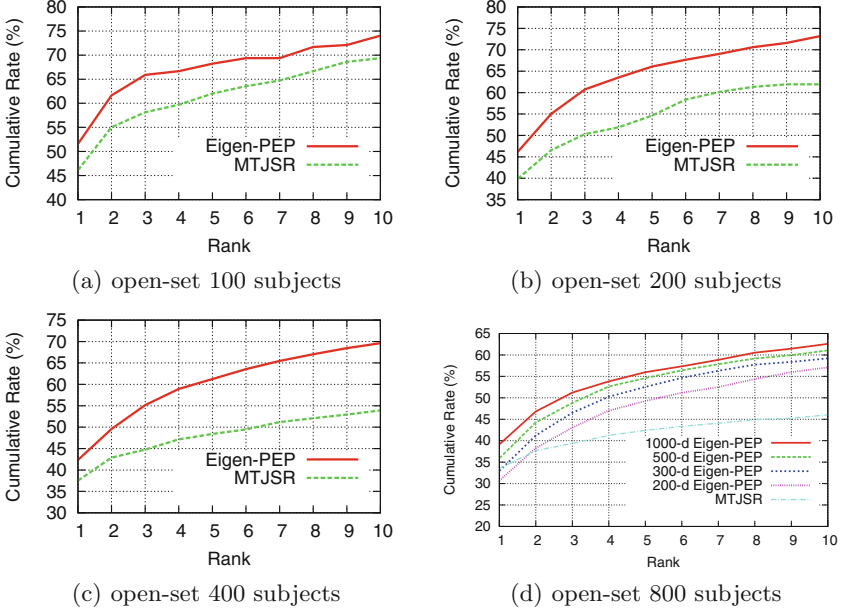 80
75
70
65
60
55
50
45
40
Cumulative Rate (%)
Eigen-PEP
MTJSR
1 2 3 4 5 6 7 8 9 10
Rank
(a) open-set 100 subjects
80
75
70
65
60
55
50
45
40
35
Cumulative Rate (%)
Eigen-PEP
MTJSR
1 2 3 4 5 6 7 8 9 10
Rank
(b) open-set 200 subjects
75
70
65
60
55
50
45
40
35
30
Cumulative Rate (%)
Eigen-PEP
MTJSR
1 2 3 4 5 6 7 8 9 10
Rank
(c) open-set 400 subjects
65
60
55
50
45
40
35
30
25
20
Cumulative Rate (%)
1000-d Eigen-PEP
500-d Eigen-PEP
300-d Eigen-PEP
200-d Eigen-PEP
MTJSR
1 2 3 4 5 6 7 8 9 10
Rank
(d) open-set 800 subjects